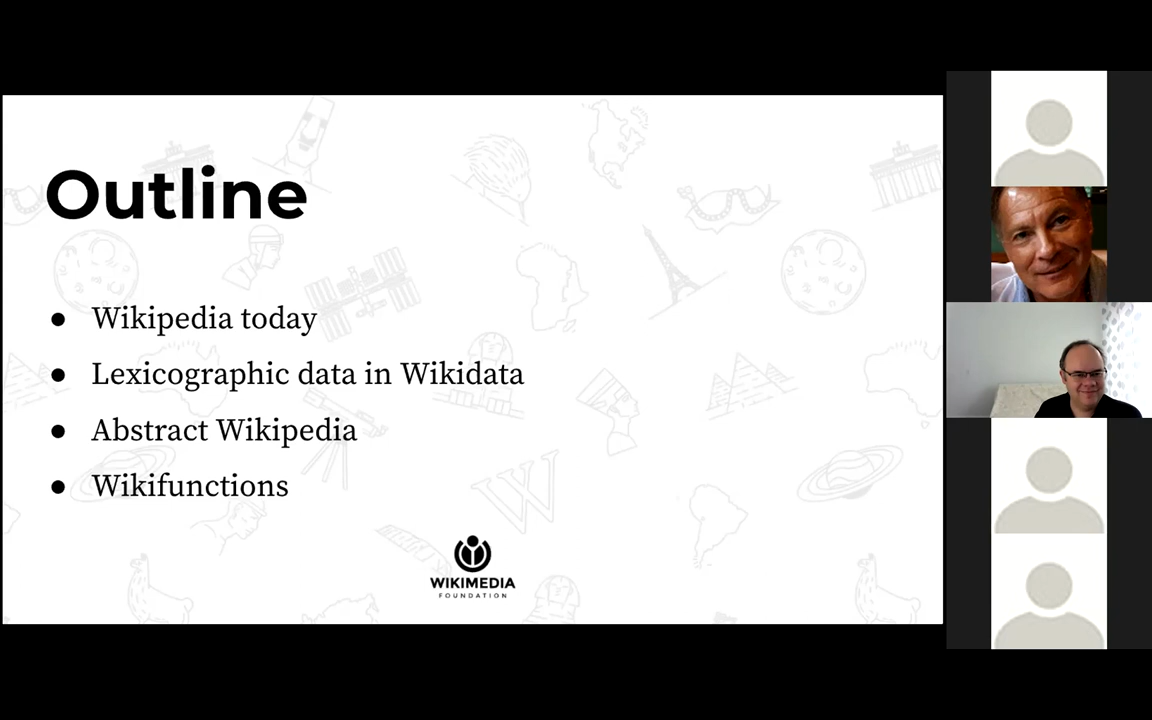 Outline
● Wikipedia today
● Lexicographic data in Wikidata
● Abstract Wikipedia
● Wikifunctions
W
WIKIMEDIA
FOUNDATION